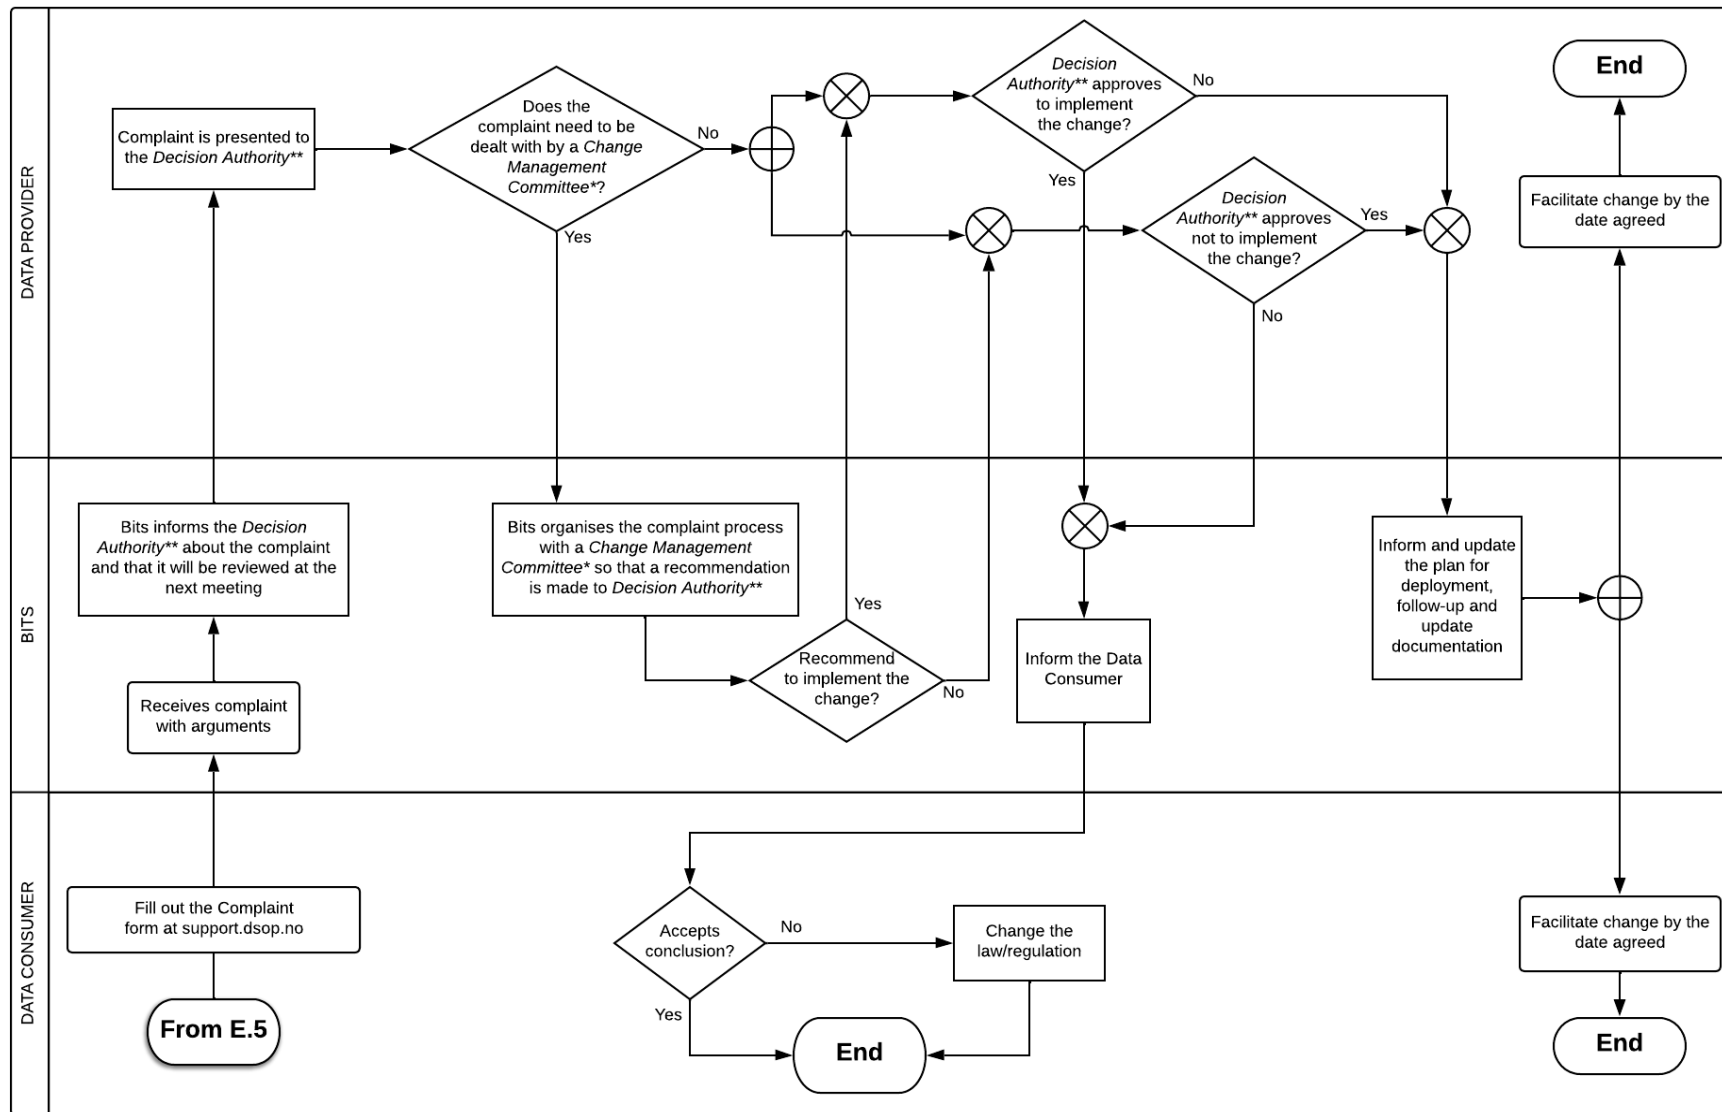 DATA PROVIDER
Complaint is presented to
the Decision Authority**
Does the
complaint need to be
dealt with by a Change
Management
Committee*?
No
Yes
Decision
Authority** approves
to implement
the change?
No
Yes
Decision
Authority** approves
not to implement
the change?
Yes
No
End
Facilitate change by the
date agreed
BITS
Bits informs the Decision
Authority** about the complaint
and that it will be reviewed at the
next meeting
Receives complaint
with arguments
Bits organises the complaint process
with a Change Management
Committee* so that a recommendation
is made to Decision Authority**
Yes
Recommend
to implement the
change?
No
Inform the Data
Consumer
Inform and update
the plan for
deployment,
follow-up and
update
documentation
DATA CONSUMER
Fill out the Complaint
form at support.dsop.no
From E.5
Accepts
conclusion?
No
Yes
Change the
law/regulation
End
Facilitate change by the
date agreed
End